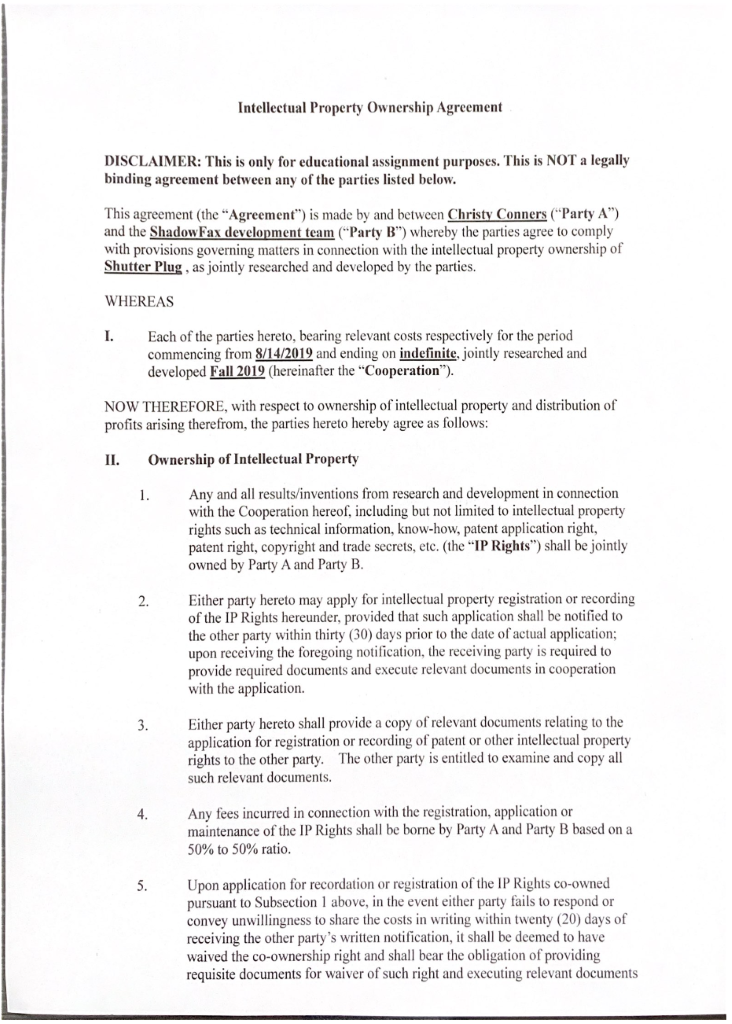 Intellectual Property Ownership Agreement
DISCLAIMER: This is only for educational assignment purposes. This is NOT a legally
binding agreement between any of the parties listed below.
This agreement (the “Agreement”) is made by and between Christy Conners (“Party A”)
and the ShadowFax development team (“Party B”) whereby the parties agree to comply
with provisions governing matters in connection with the intellectual property ownership of
Shutter Plug , as jointly researched and developed by the parties.
WHEREAS
I. Each of the parties hereto, bearing relevant costs respectively for the period
commencing from 8/14/2019 and ending on indefinite, jointly researched and
developed Fall 2019 (hereinafter the “Cooperation”).
NOW THEREFORE, with respect to ownership of intellectual property and distribution of
profits arising therefrom, the parties hereto hereby agree as follows:
II. Ownership of Intellectual Property
1. Any and all results/inventions from research and development in connection
with the Cooperation hereof, including but not limited to intellectual property
rights such as technical information, know-how, patent application right,
patent right, copyright and trade secrets, etc. (the “IP Rights”) shall be jointly
owned by Party A and Party B.
2. Either party hereto may apply for intellectual property registration or recording
of the IP Rights hereunder, provided that such application shall be notified to
the other party within thirty (30) days prior to the date of actual application;
upon receiving the foregoing notification, the receiving party is required to
provide required documents and execute relevant documents in cooperation
with the application.
3. Either party hereto shall provide a copy of relevant documents relating to the
application for registration or recording of patent or other intellectual property
rights to the other party. The other party is entitled to examine and copy all
such relevant documents.
4. Any fees incurred in connection with the registration, application or
maintenance of the IP Rights shall be borne by Party A and Party B based on a
50% to 50% ratio.
5. Upon application for recordation or registration of the IP Rights co-owned
pursuant to Subsection 1 above, in the event either party fails to respond or
convey unwillingness to share the costs in writing within twenty (20) days of
receiving the other party’s written notification, it shall be deemed to have
waived the co-ownership right and shall bear the obligation of providing
requisite documents for waiver of such right and executing relevant documents